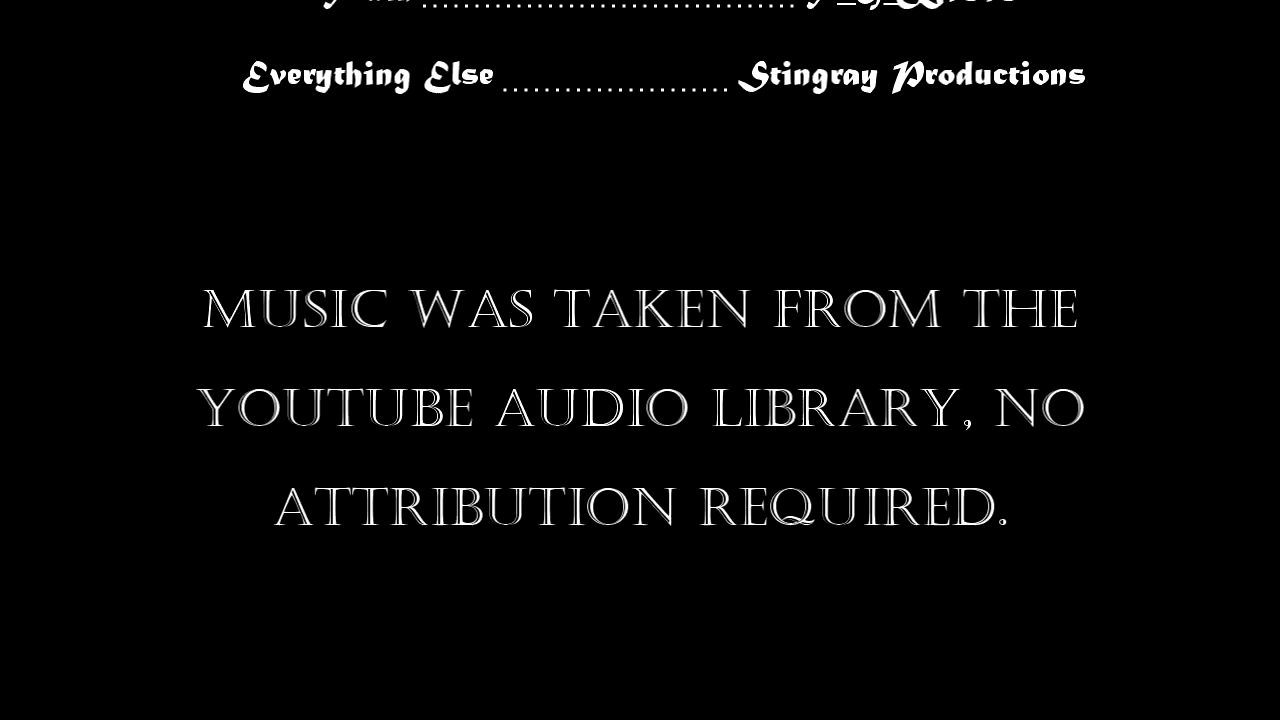 Everything Else ...................... Stingray Productions
MUSIC WAS TAKEN FROM THE
YOUTUBE AUDIO LIBRARY, NO
ATTRIBUTION REQUIRED.